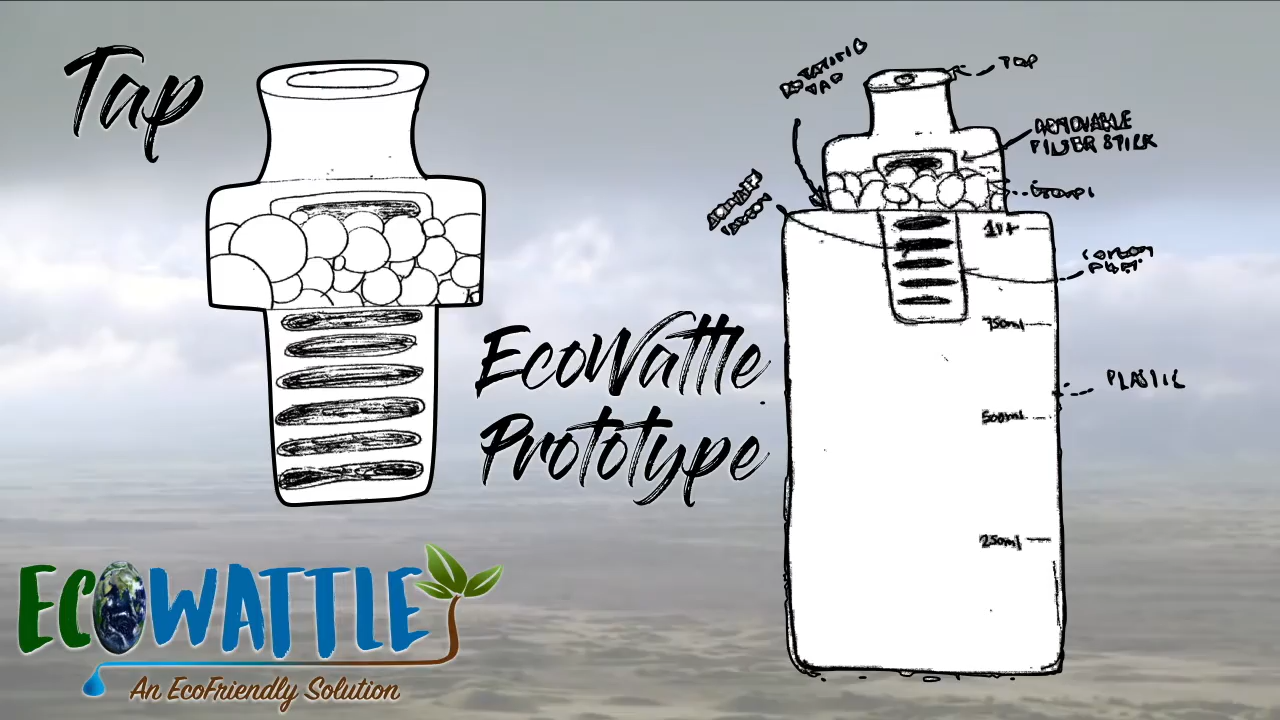 Tap
EcoWattle
Prototype
TOP
REMOVABLE
FILTER STICK
1lt
750ml
PLASTIC
500ml
250ml
ECOWATTLE
An EcoFriendly Solution